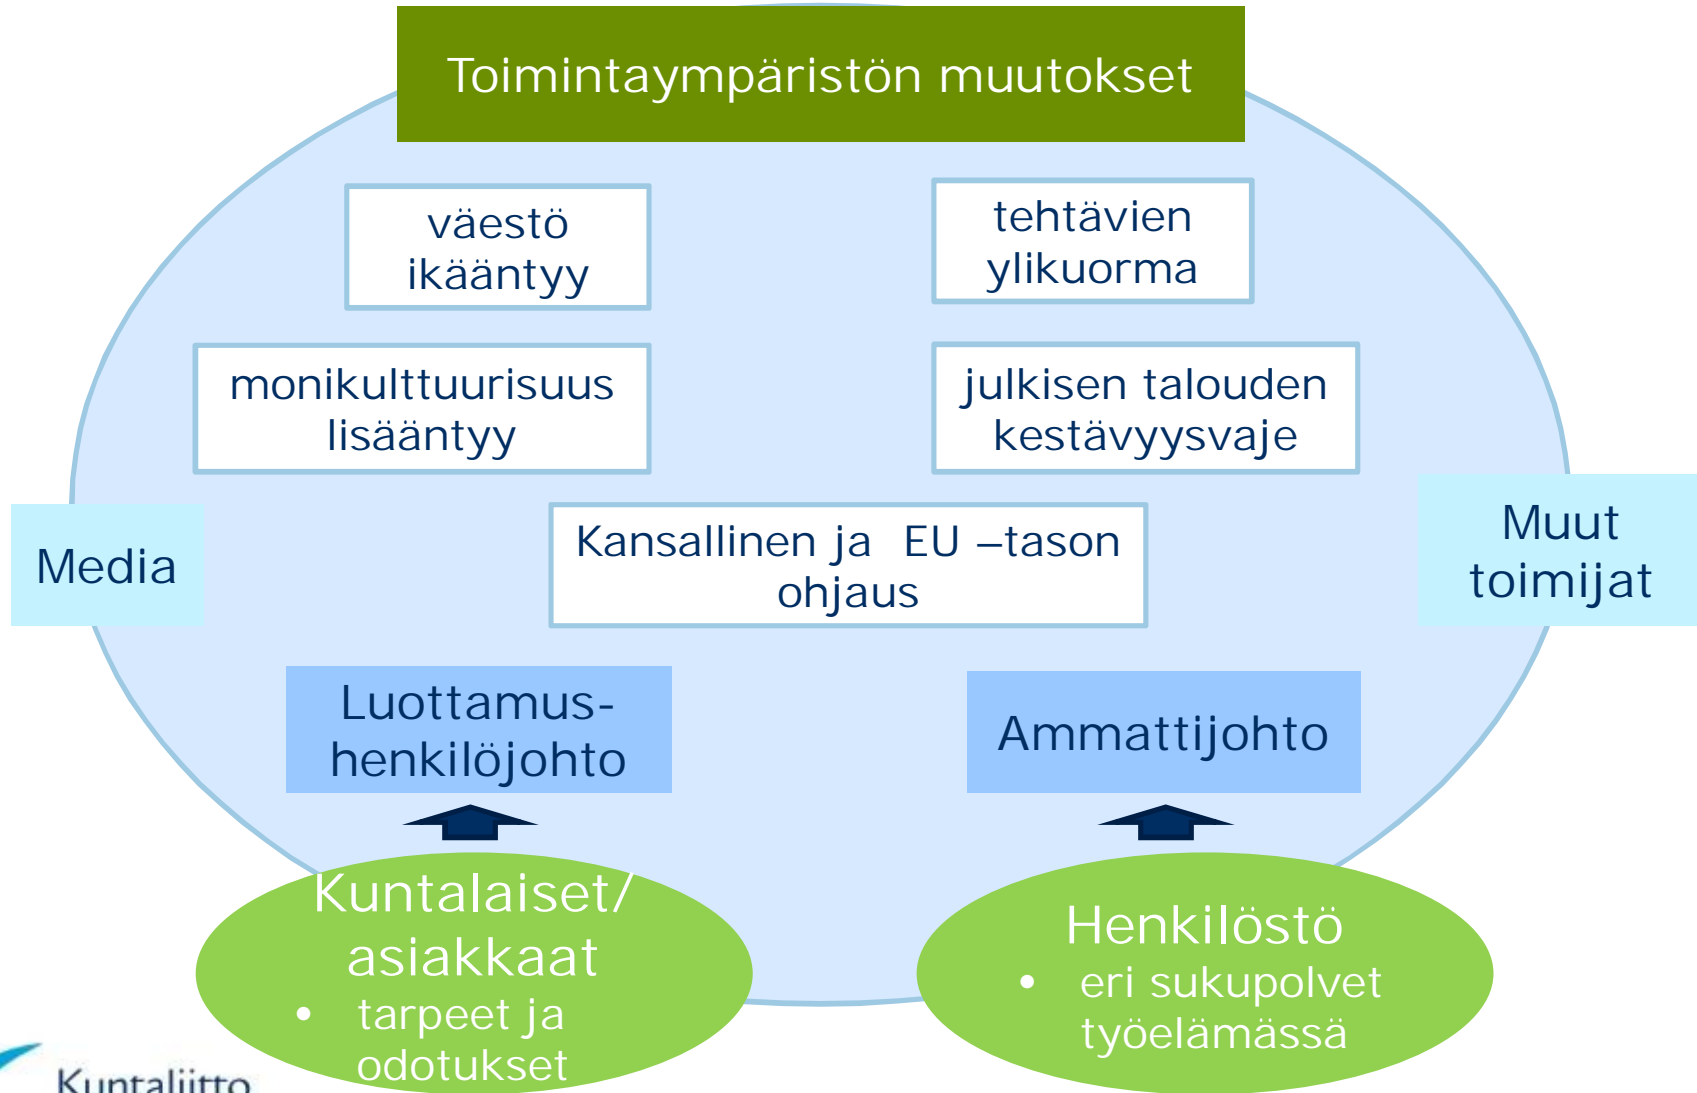 Toimintaympäristön muutokset
väestö
ikääntyy
tehtävien
ylikuorma
monikulttuurisuus
lisääntyy
julkisen talouden
kestävyysvaje
Media
Kansallinen ja EU –tason
ohjaus
Muut
toimijat
Luottamus-
henkilöjohto
Ammattijohto
Kuntalaiset/
asiakkaat
• tarpeet ja
odotukset
Henkilöstö
• eri sukupolvet
työelämässä
Kuntaliitto